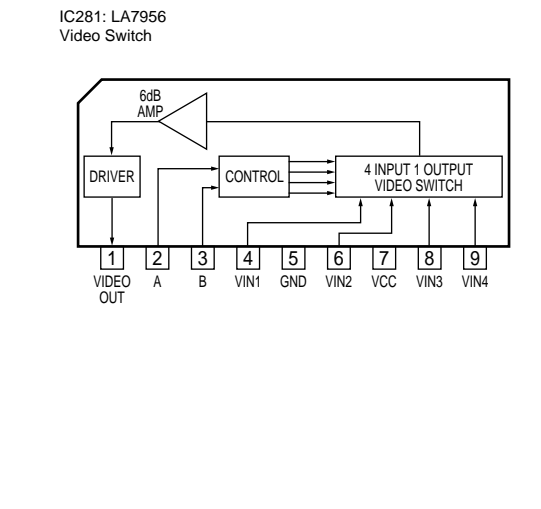 IC281: LA7956
Video Switch
6dB
AMP
DRIVER
CONTROL
4 INPUT 1 OUTPUT
VIDEO SWITCH
1 2 3 4 5 6 7 8 9
VIDEO A B VIN1 GND VIN2 VCC VIN3 VIN4
OUT